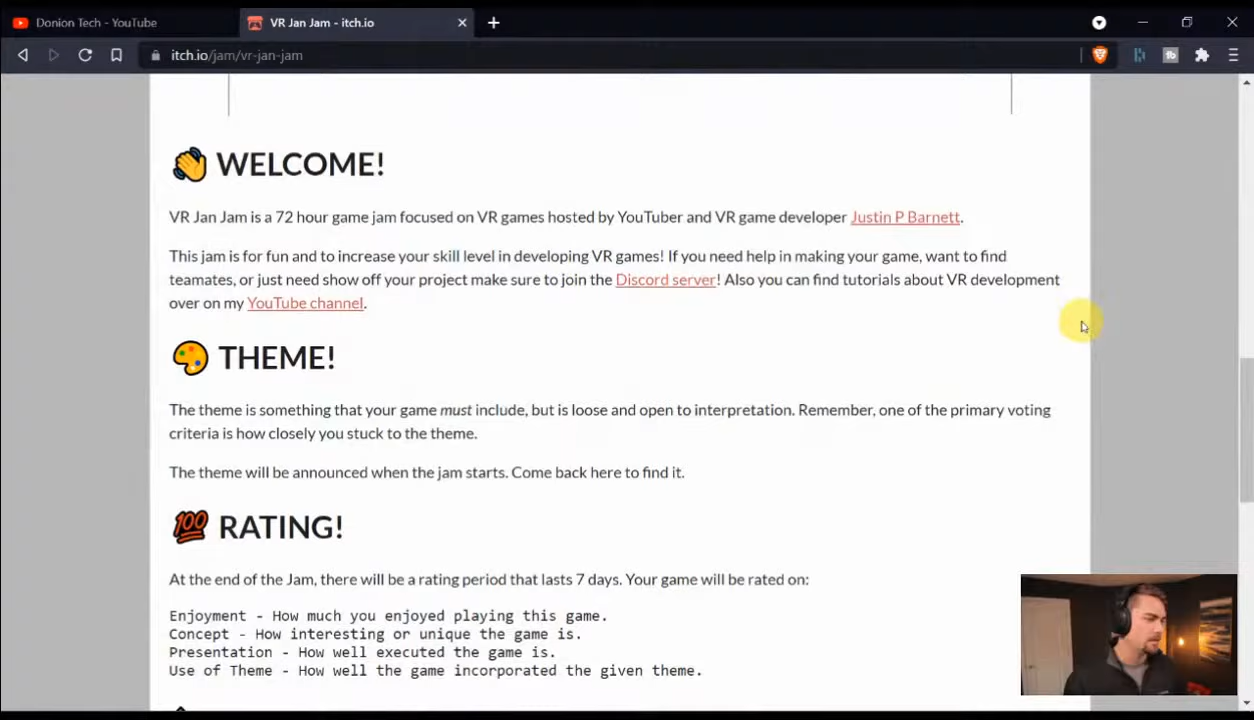 Donion Tech - YouTube
VR Jan Jam - itch.io
itch.io/jam/vr-jan-jam
WELCOME!
VR Jan Jam is a 72 hour game jam focused on VR games hosted by YouTuber and VR game developer Justin P Barnett.
This jam is for fun and to increase your skill level in developing VR games! If you need help in making your game, want to find
teamates, or just need show off your project make sure to join the Discord server! Also you can find tutorials about VR development
over on my YouTube channel.
THEME!
The theme is something that your game must include, but is loose and open to interpretation. Remember, one of the primary voting
criteria is how closely you stuck to the theme.
The theme will be announced when the jam starts. Come back here to find it.
100 RATING!
At the end of the Jam, there will be a rating period that lasts 7 days. Your game will be rated on:
Enjoyment - How much you enjoyed playing this game.
Concept - How interesting or unique the game is.
Presentation - How well executed the game is.
Use of Theme - How well the game incorporated the given theme.